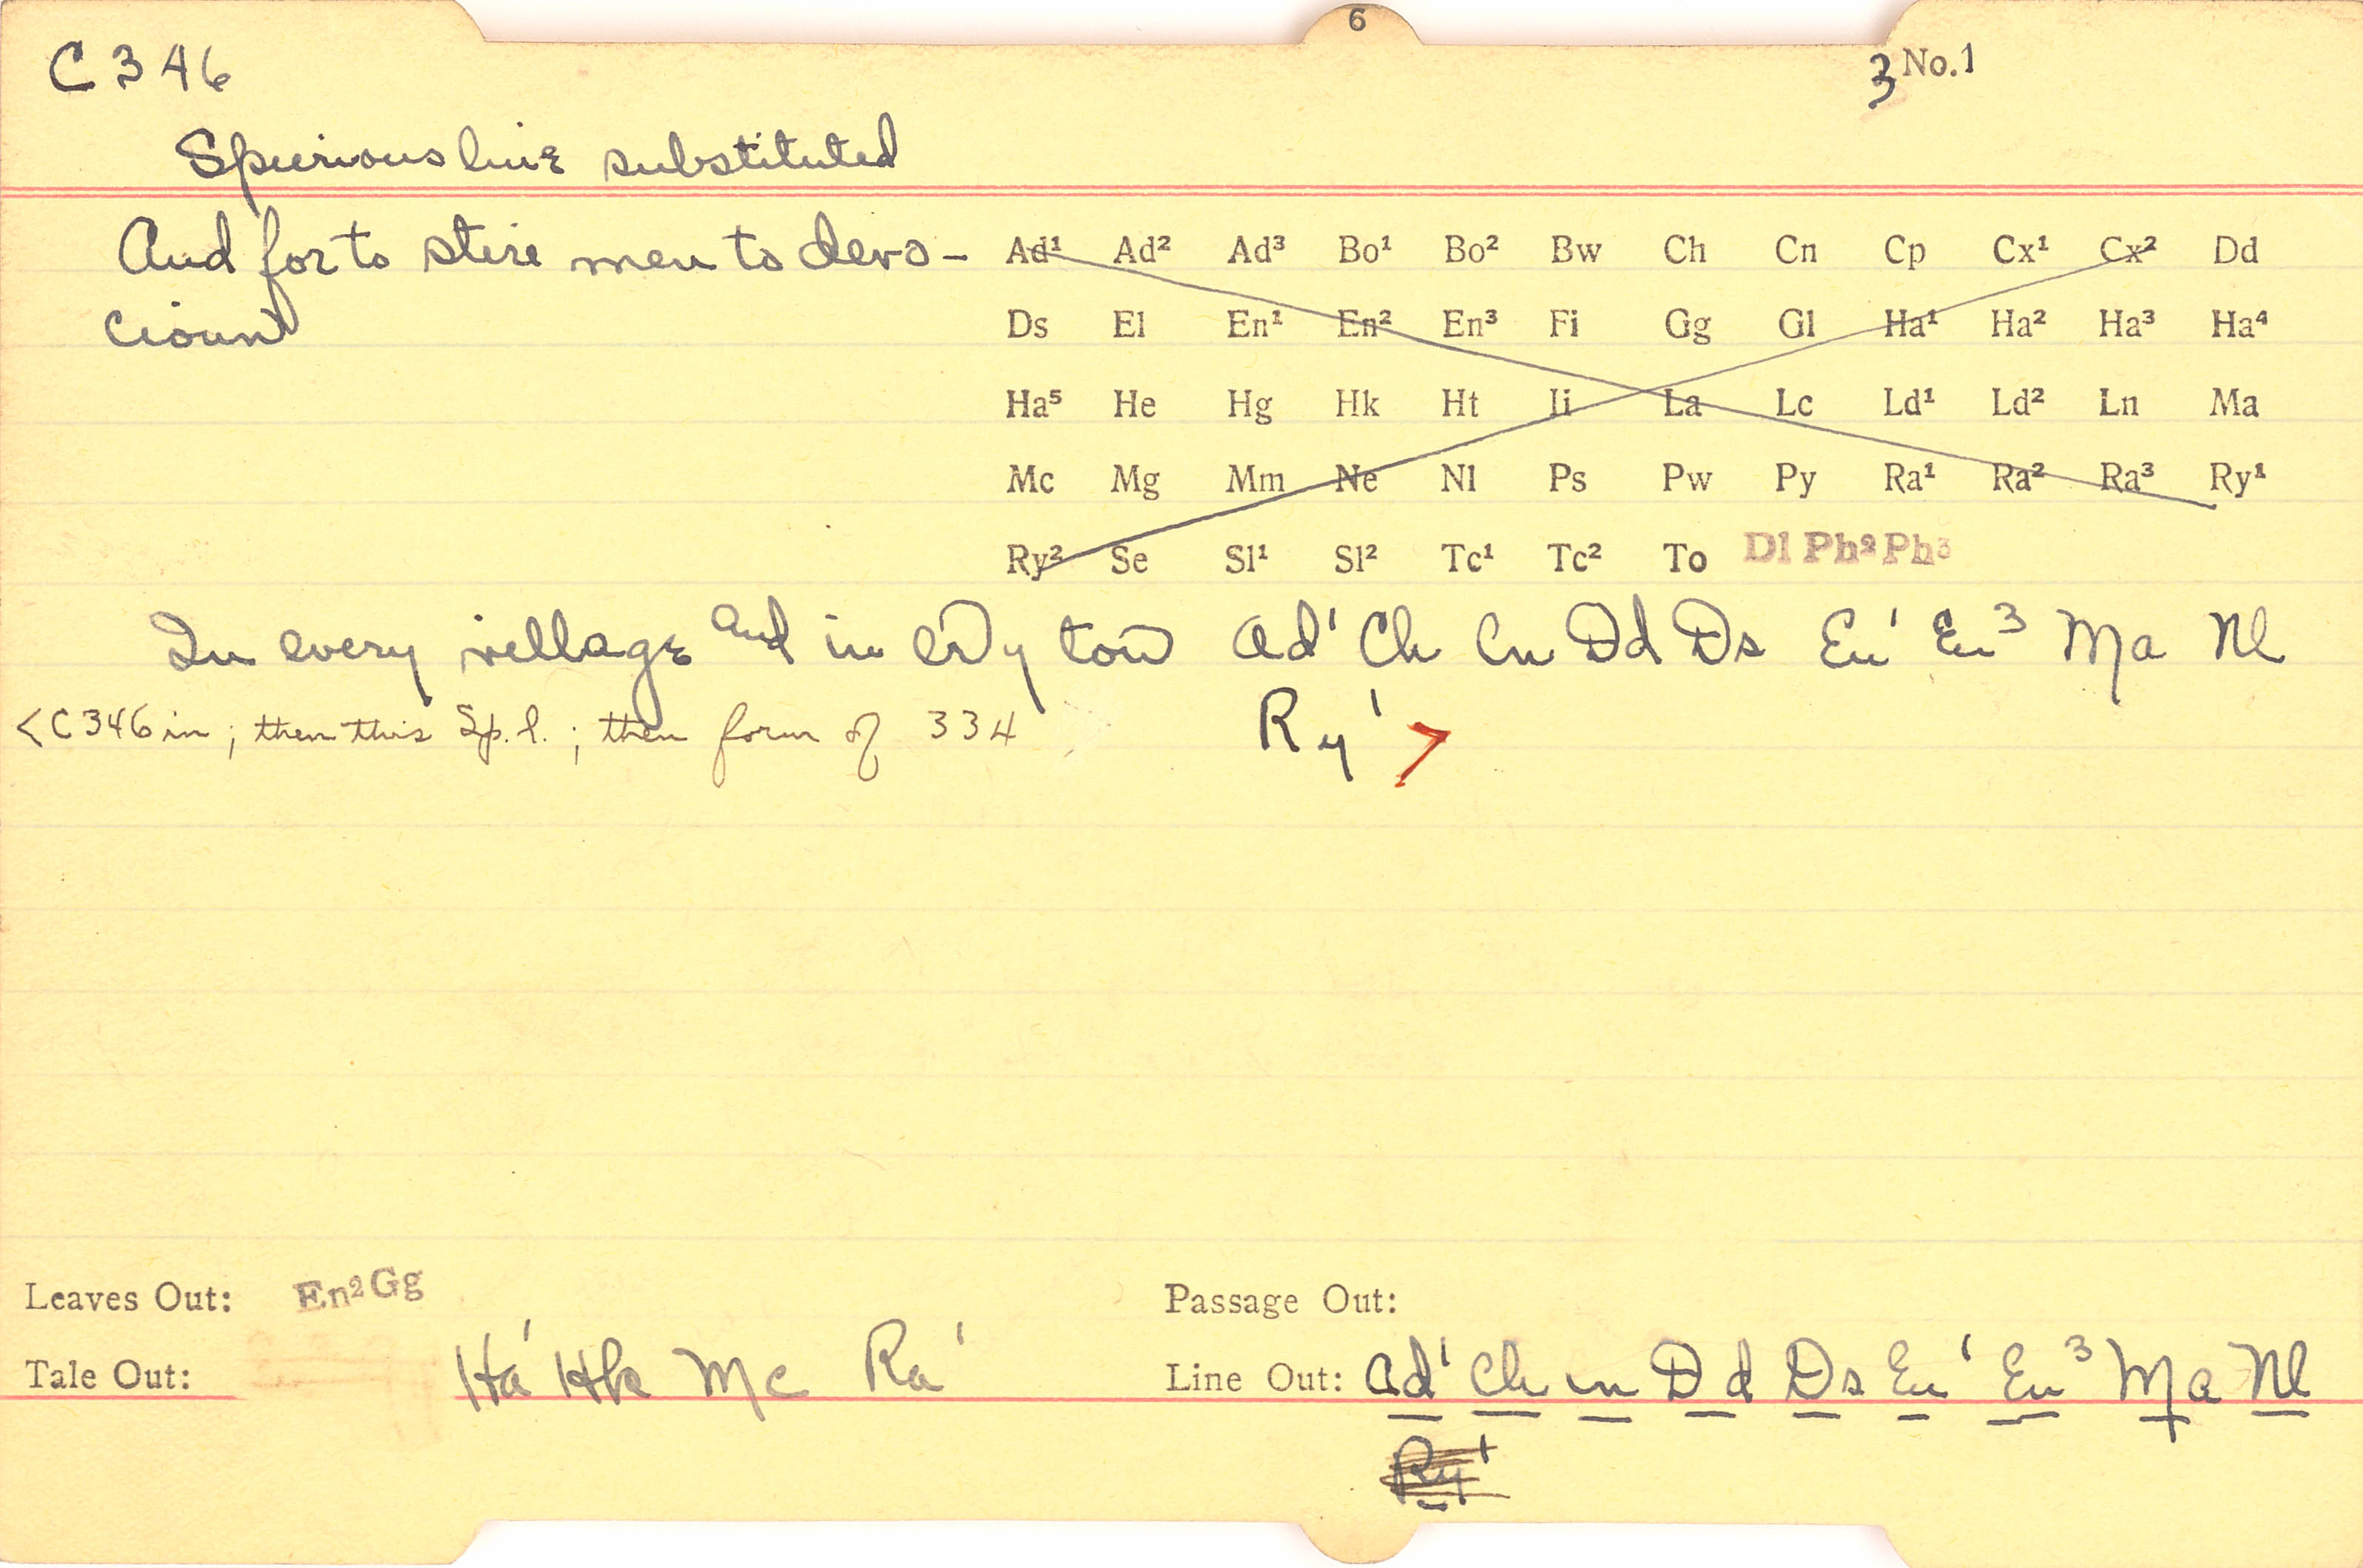 6
C 346
3 No. 1
Spurious line substituted
And for to stere men to devo-
cioun
Ad¹ Ad² Ad³ Bo¹ Bo² Bw Ch Cn Cp Cx¹ Cx² Dd
Ds El En¹ En² En³ Fi Gg Gl Ha¹ Ha² Ha³ Ha⁴
Ha⁵ He Hg Hk Ht Ii La Lc Ld¹ Ld² Ln Ma
Mc Mg Mm Ne Nl Ps Pw Py Ra¹ Ra² Ra³ Ry¹
Ry² Se Sl¹ Sl² Tc¹ Tc² To Dl Ph² Ph³
In every village and in toū Ad¹ Ch Cn Dd Ds En¹ En³ Ma Nl
Ry¹ >
<C 346 in ; then this Sp. l. ; then form of 334
Leaves Out: En² Gg
Passage Out:
Tale Out: Ha¹ Hk Mc Ra¹
Line Out: Ad¹ Ch Cn Dd Ds En¹ En³ Ma Nl
Ry¹